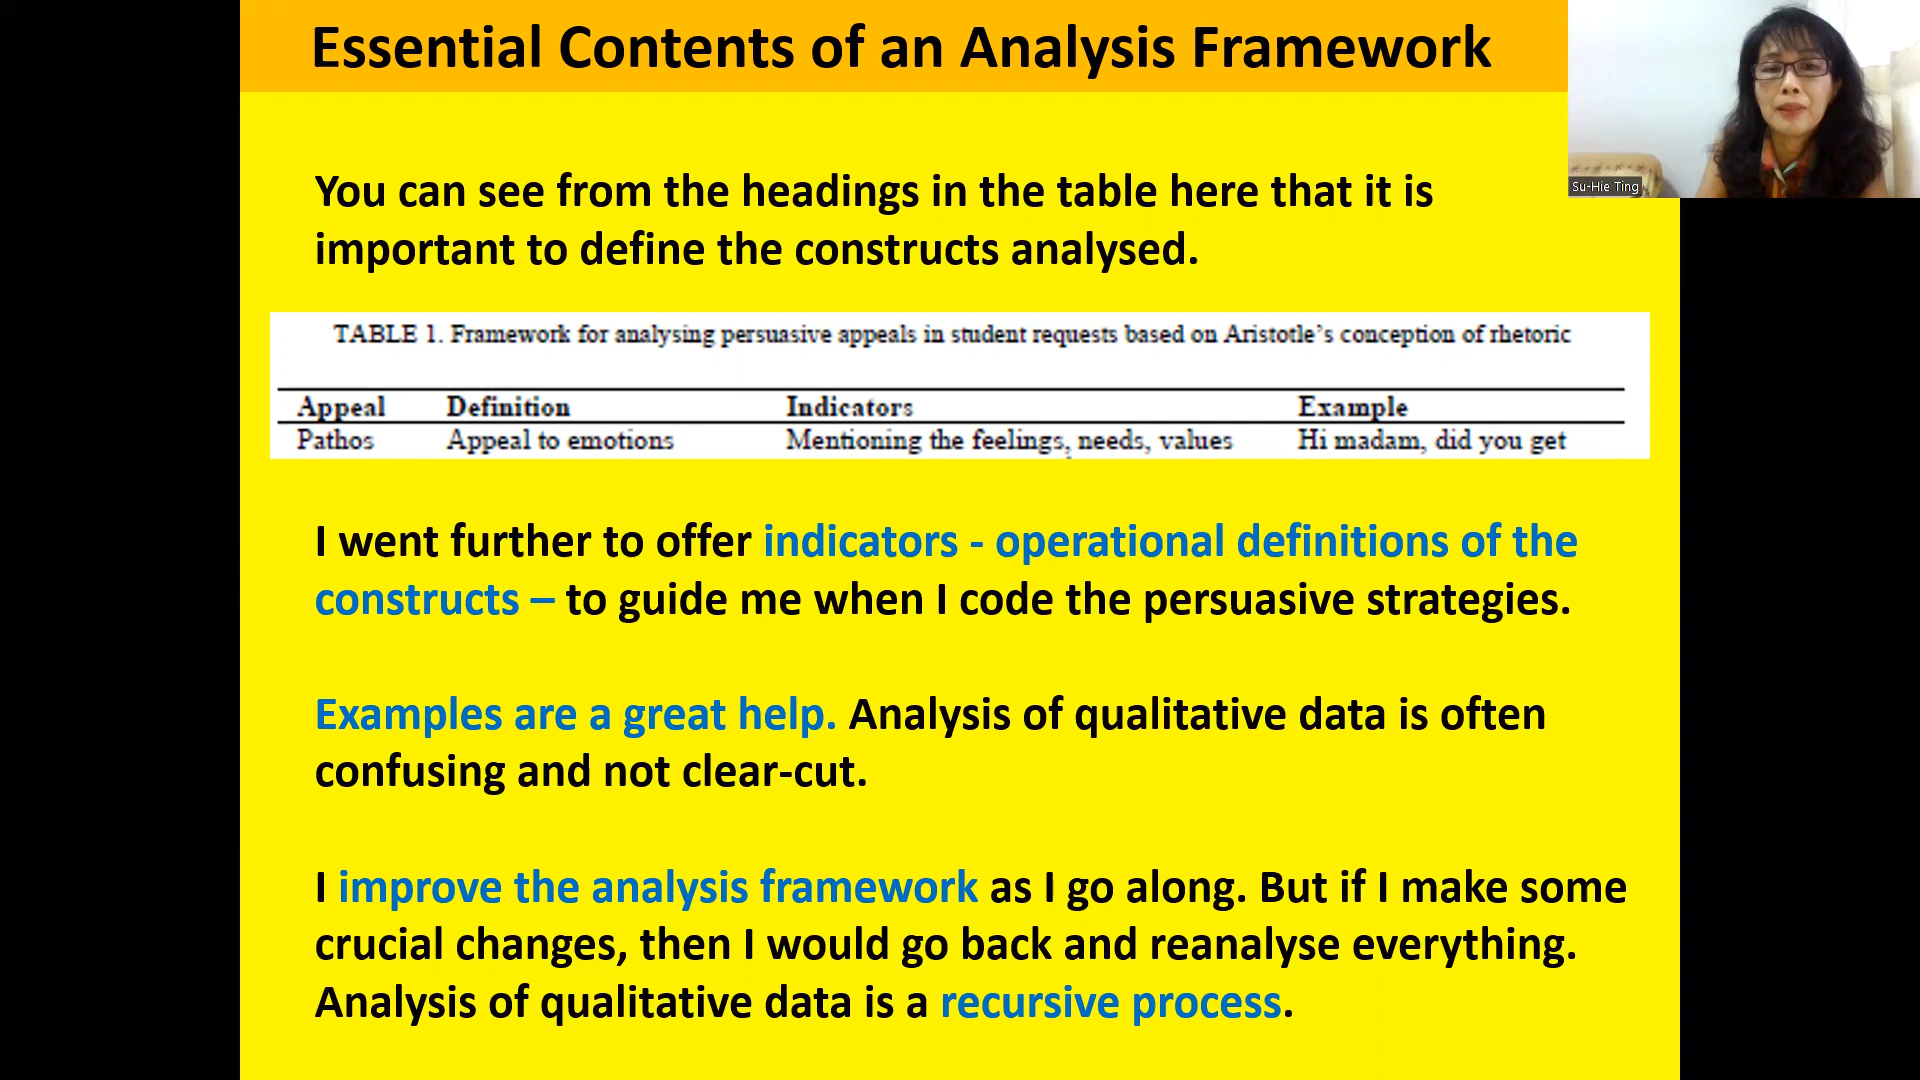 Essential Contents of an Analysis Framework
Su-Hie Ting
You can see from the headings in the table here that it is
important to define the constructs analysed.
TABLE 1. Framework for analysing persuasive appeals in student requests based on Aristotle's conception of rhetoric
Appeal Definition Indicators Example
Pathos Appeal to emotions Mentioning the feelings, needs, values Hi madam, did you get
I went further to offer indicators - operational definitions of the
constructs – to guide me when I code the persuasive strategies.
Examples are a great help. Analysis of qualitative data is often
confusing and not clear-cut.
I improve the analysis framework as I go along. But if I make some
crucial changes, then I would go back and reanalyse everything.
Analysis of qualitative data is a recursive process.